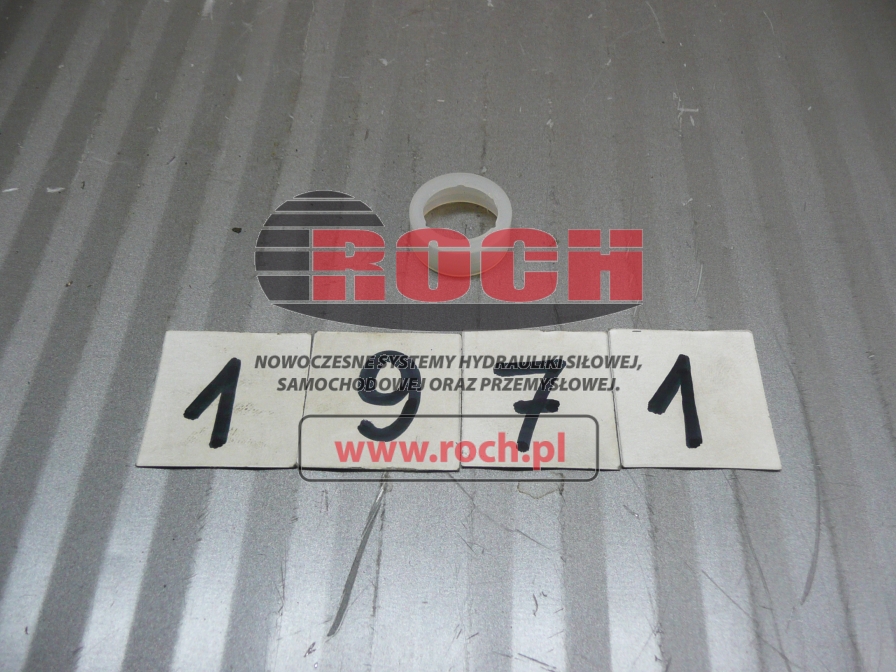 ROCH
NOWOCZESNE SYSTEMY HYDRAULIKI SIŁOWEJ,
SAMOCHODOWEJ ORAZ PRZEMYSŁOWEJ.
1 9 7 1
www.roch.pl